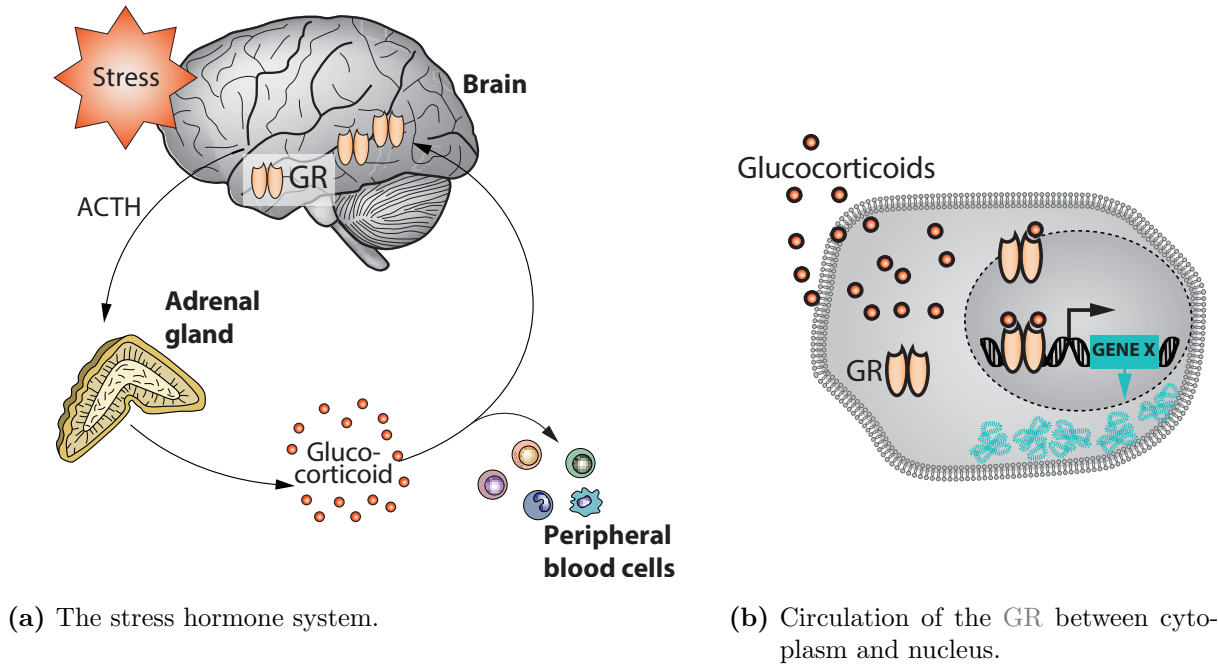 Stress
Brain
GR
ACTH
Adrenal
gland
Gluco-
corticoid
Peripheral
blood cells
(a) The stress hormone system.
Glucocorticoids
GR
GENE X
(b) Circulation of the GR between cyto-
plasm and nucleus.